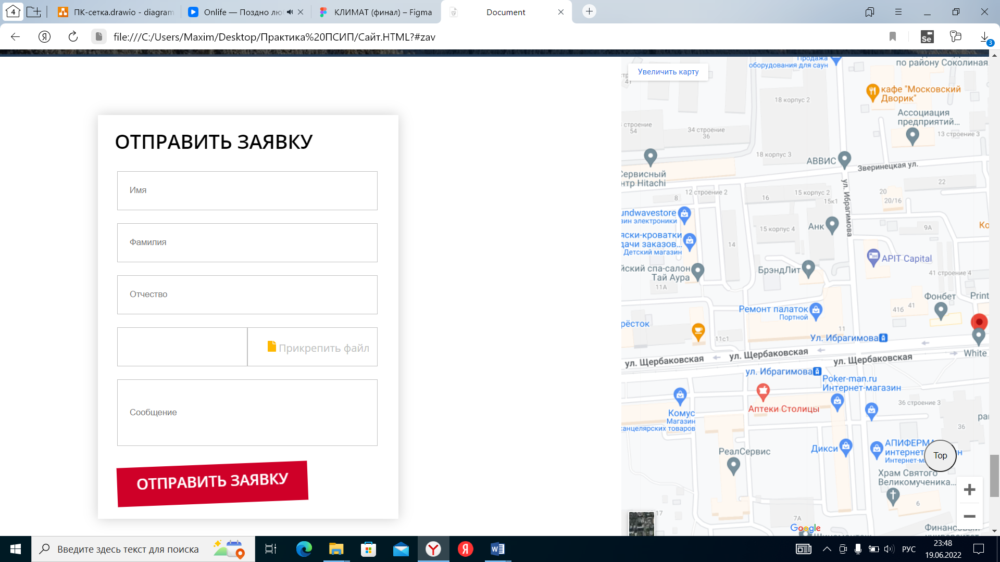 4
ПК-сетка.drawio - diagram
Onlife — Поздно лю
КЛИМАТ (финал) – Figma
Document
file:///C:/Users/Maxim/Desktop/Практика%20ПСИП/Сайт.HTML?#zav
Se
3
ОТПРАВИТЬ ЗАЯВКУ
Имя
Фамилия
Отчество
Прикрепить файл
Сообщение
ОТПРАВИТЬ ЗАЯВКУ
Увеличить карту
Продажа
оборудования для саун
по району Соколиная
41
18 корпус 2
кафе "Московский
Дворик"
Ассоциация
предприятий...
13 строение 3
строение
54
34 строение
36
18 корпус 3
АВВИС
Зверинецкая ул.
Сервисный
нтр Hitachi
ул. Ибрагимова
22
12 строение 2
8
16
15 корпус 2
15к1
20
20/16
undwavestore
зин электроники
15 корпус 4
Анк
9А
Ко
яски-кроватки
дачи заказов...
Детский магазин
14
APIT Capital
йский спа-салон
Тай Аура
11А
БрэндЛит
41 строение 4
Фонбет
Print
Ремонт палаток
Портной
41б
41
рёсток
11
11с1
Ул. Ибрагимова
White
ул. Щербаковская
ул. Щербаковская
ул. Щербаковская
ул. Ибрагимова
Poker-man.ru
Интернет-магазин
36 строение 3
Аптеки Столицы
Комус
Магазин
канцелярских товаров
ра
36
РеалСервис
Дикси
АПИФЕРМА
интернет
Интернет-м
Top
Храм Святого
Великомученика...
6
17
7А
Google
Финансовы
23:48
Введите здесь текст для поиска
РУС
19.06.2022